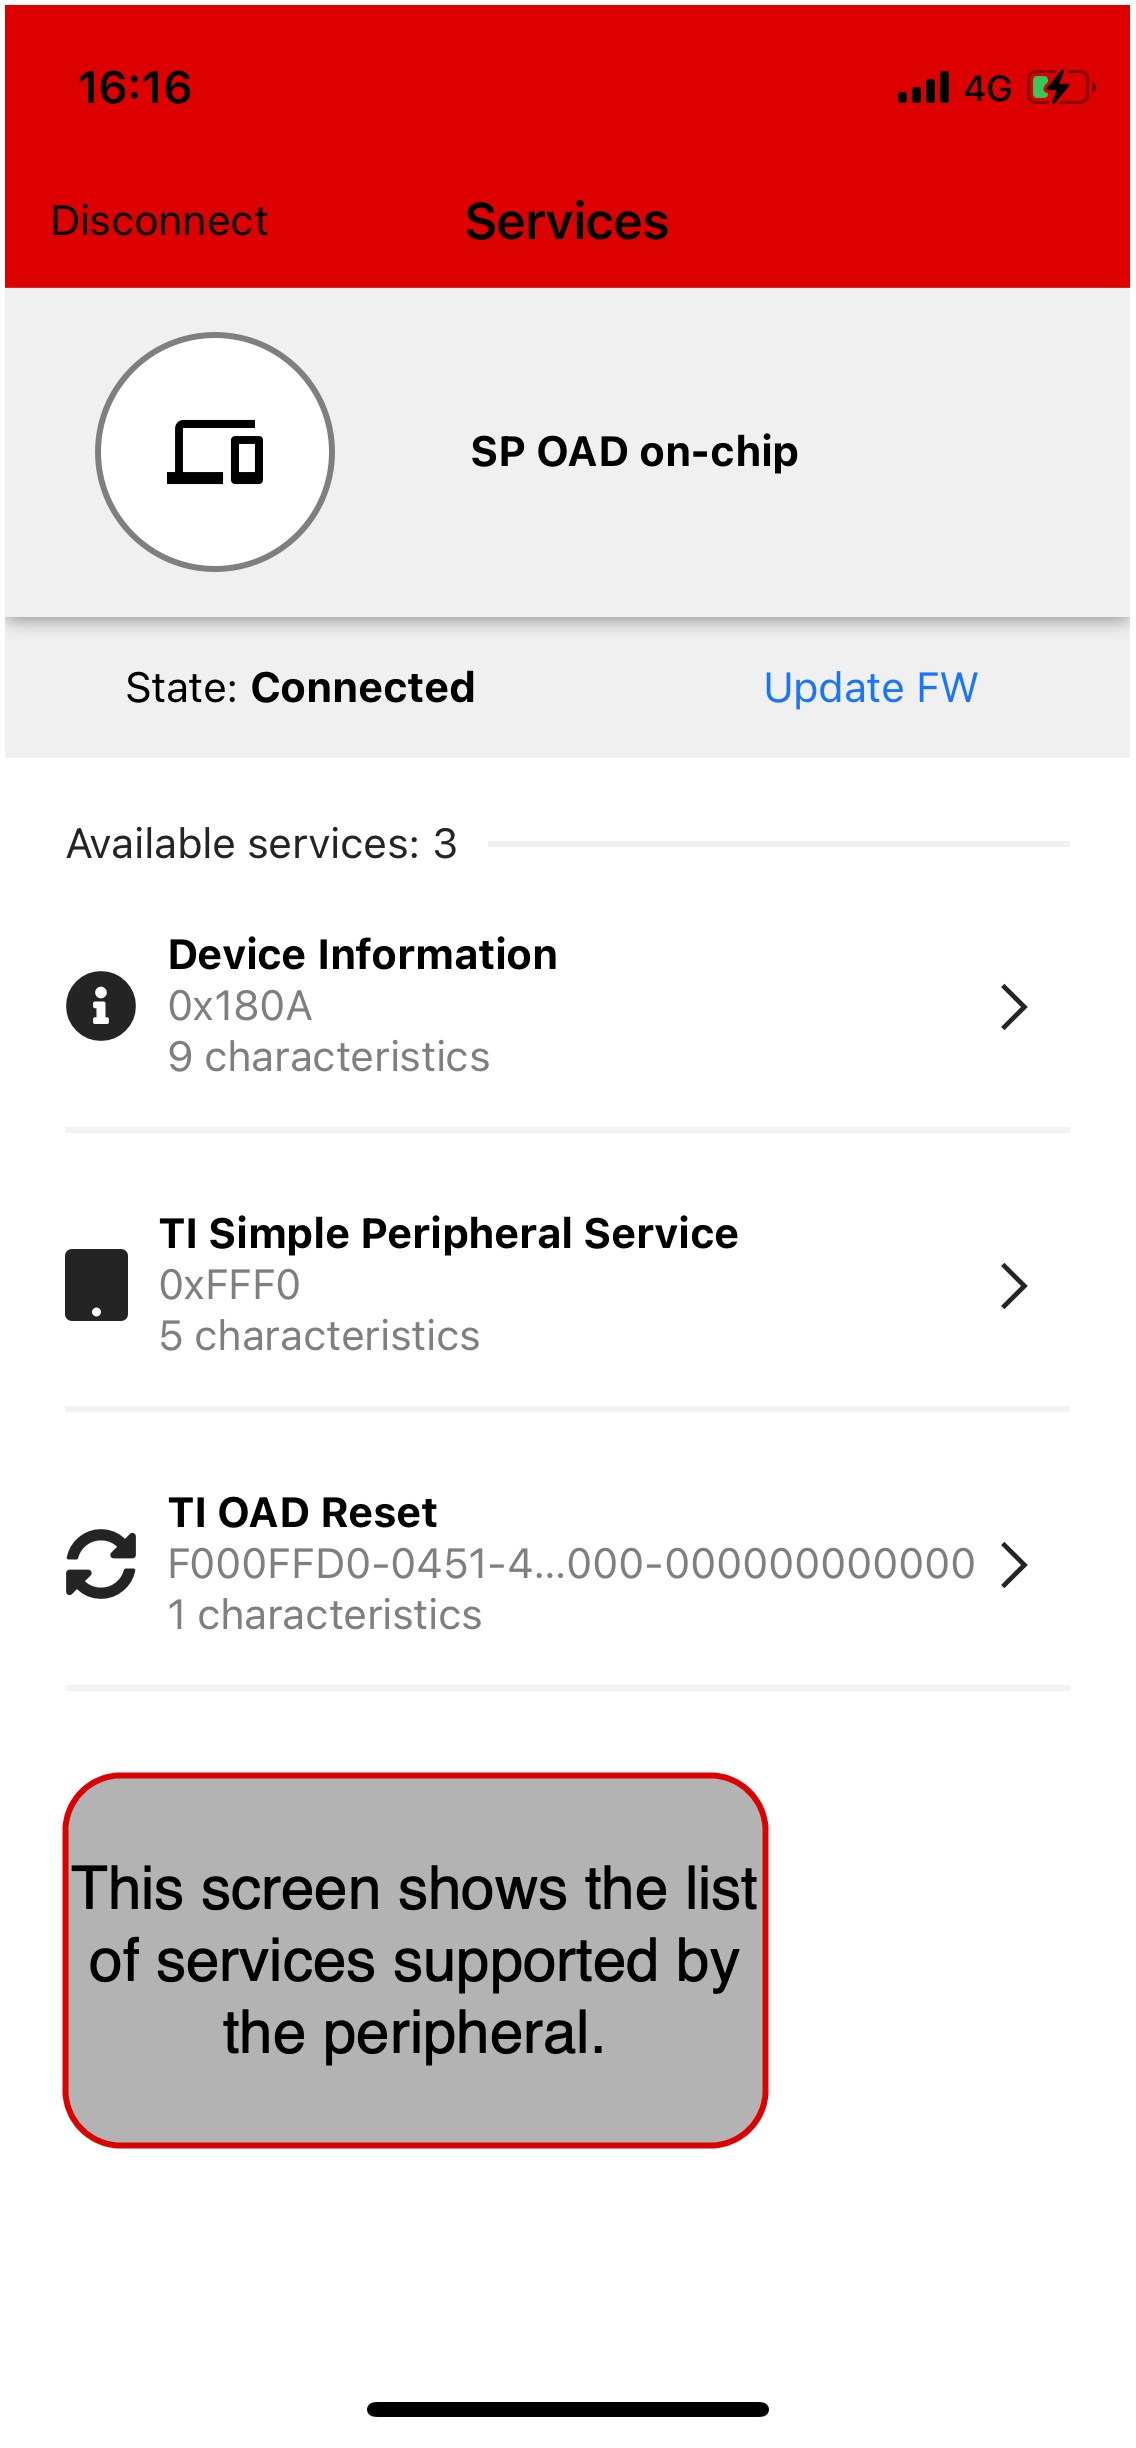 16:16 4G
Disconnect Services
SP OAD on-chip
State: Connected Update FW
Available services: 3
Device Information
0x180A
9 characteristics
TI Simple Peripheral Service
0xFFF0
5 characteristics
TI OAD Reset
F000FFD0-0451-4...000-000000000000
1 characteristics
This screen shows the list
of services supported by
the peripheral.